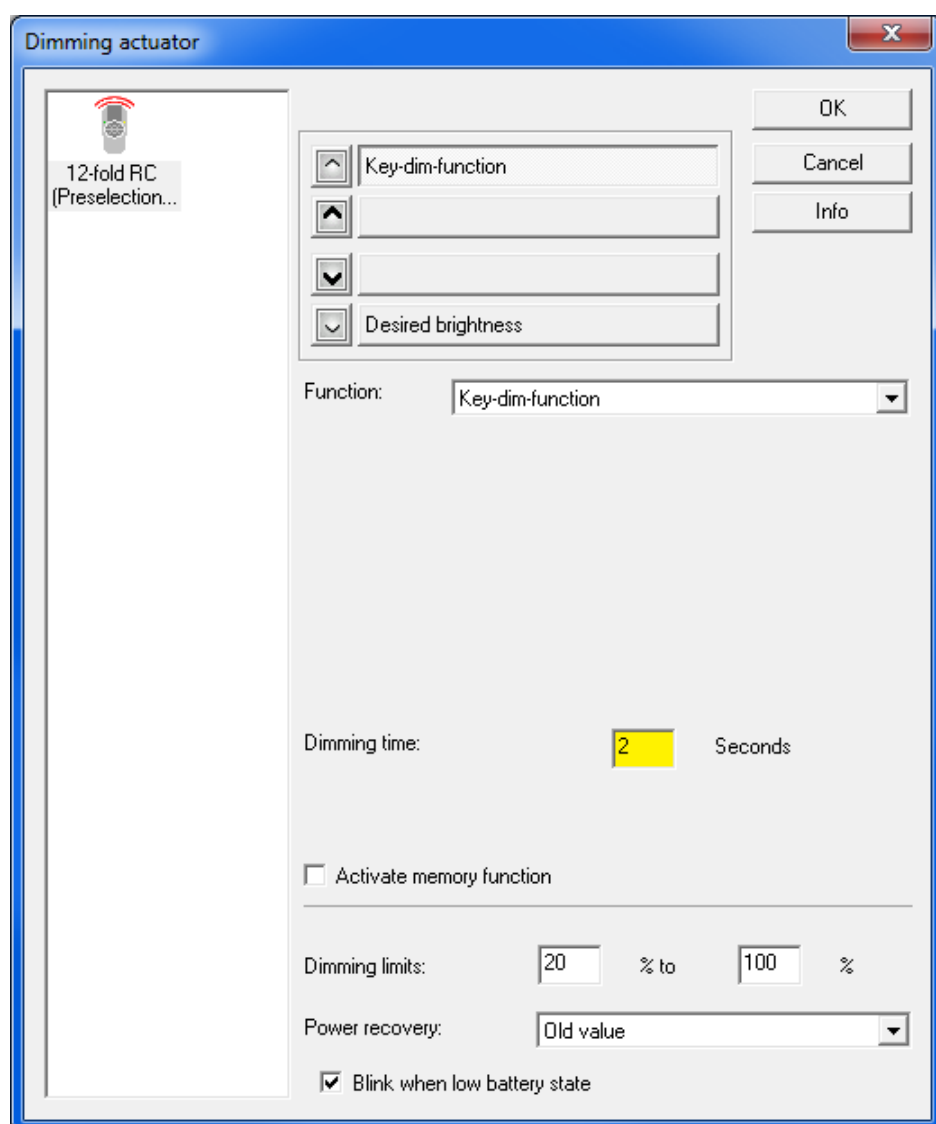 Dimming actuator
12-fold RC
(Preselection...
OK
Cancel
Info
Key-dim-function
Desired brightness
Function:
Key-dim-function
Dimming time:
2
Seconds
Activate memory function
Dimming limits:
20
% to
100
%
Power recovery:
Old value
Blink when low battery state